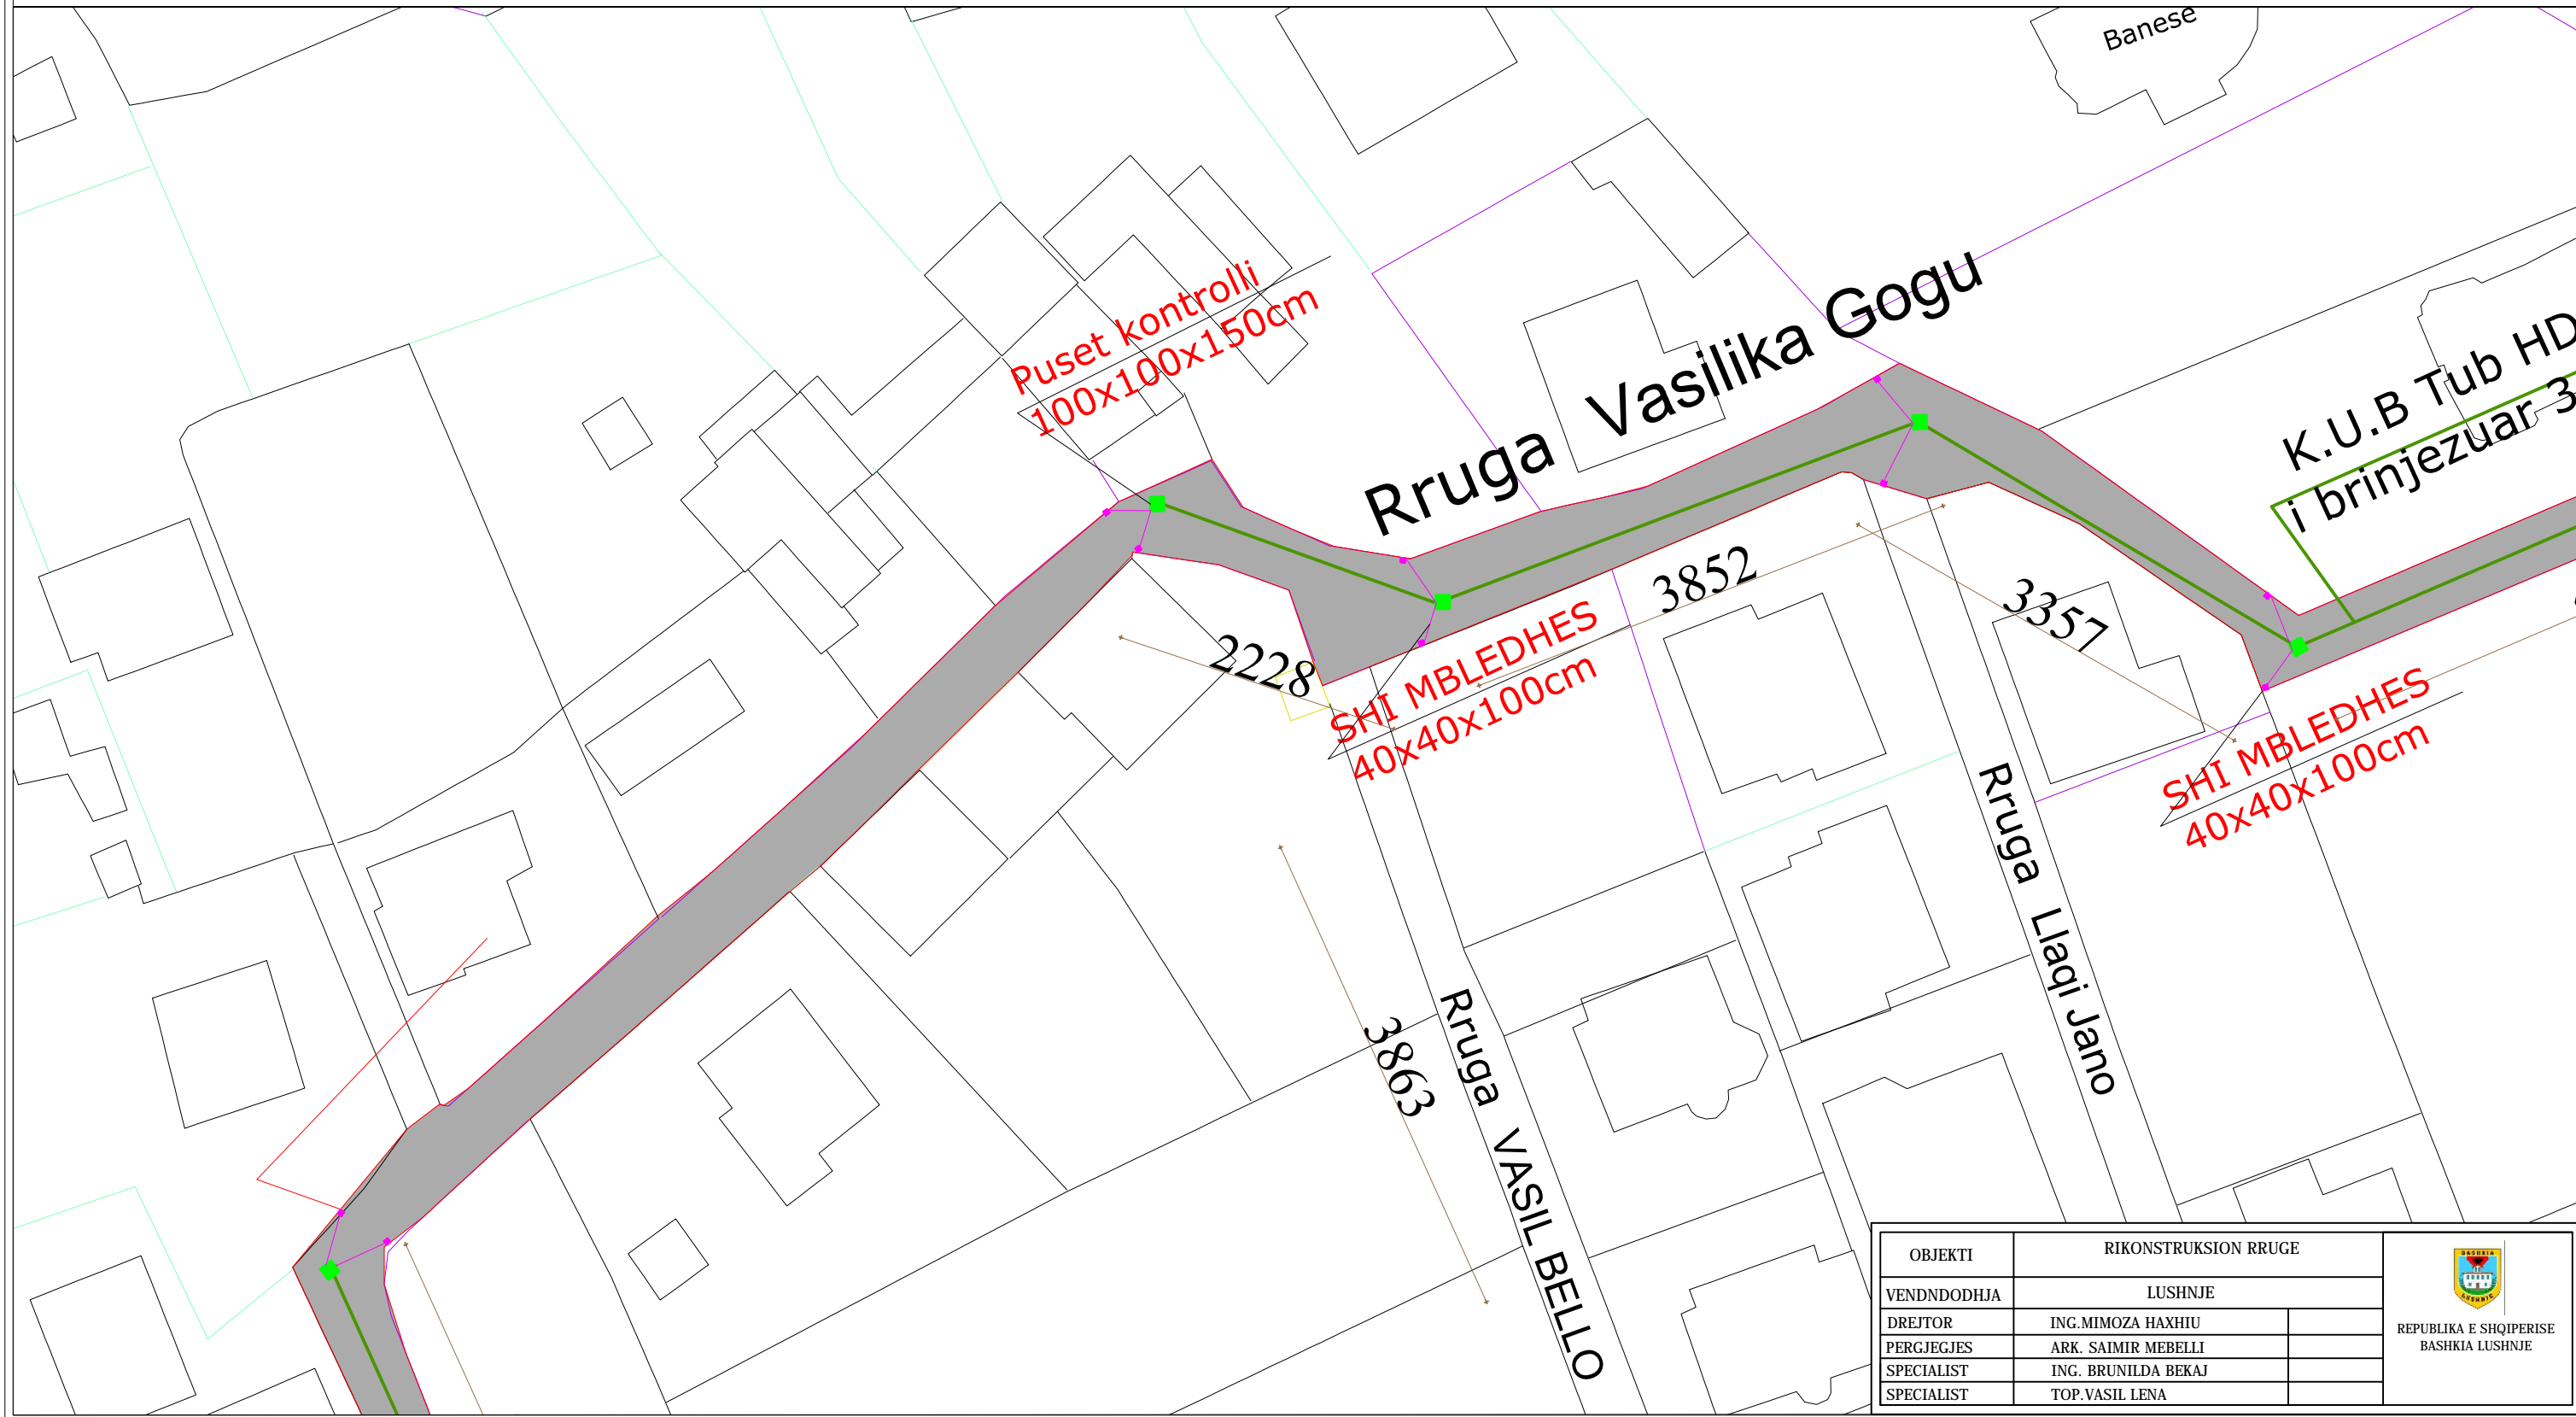 Banese
Puset kontrolli
100x100x150cm
Rruga Vasilika Gogu
K.U.B Tub HD
i brinjezuar 3
2228
3852
3357
SHI MBLEDHES
40x40x100cm
SHI MBLEDHES
40x40x100cm
3863
Rruga VASIL BELLO
Rruga Llaqi Jano
OBJEKTI RIKONSTRUKSION RRUGE
VENDNDODHJA LUSHNJE
DREJTOR ING.MIMOZA HAXHIU
PERGJEGJES ARK. SAIMIR MEBELLI
SPECIALIST ING. BRUNILDA BEKAJ
SPECIALIST TOP.VASIL LENA
BASHKIA
LUSHNJE
REPUBLIKA E SHQIPERISE
BASHKIA LUSHNJE